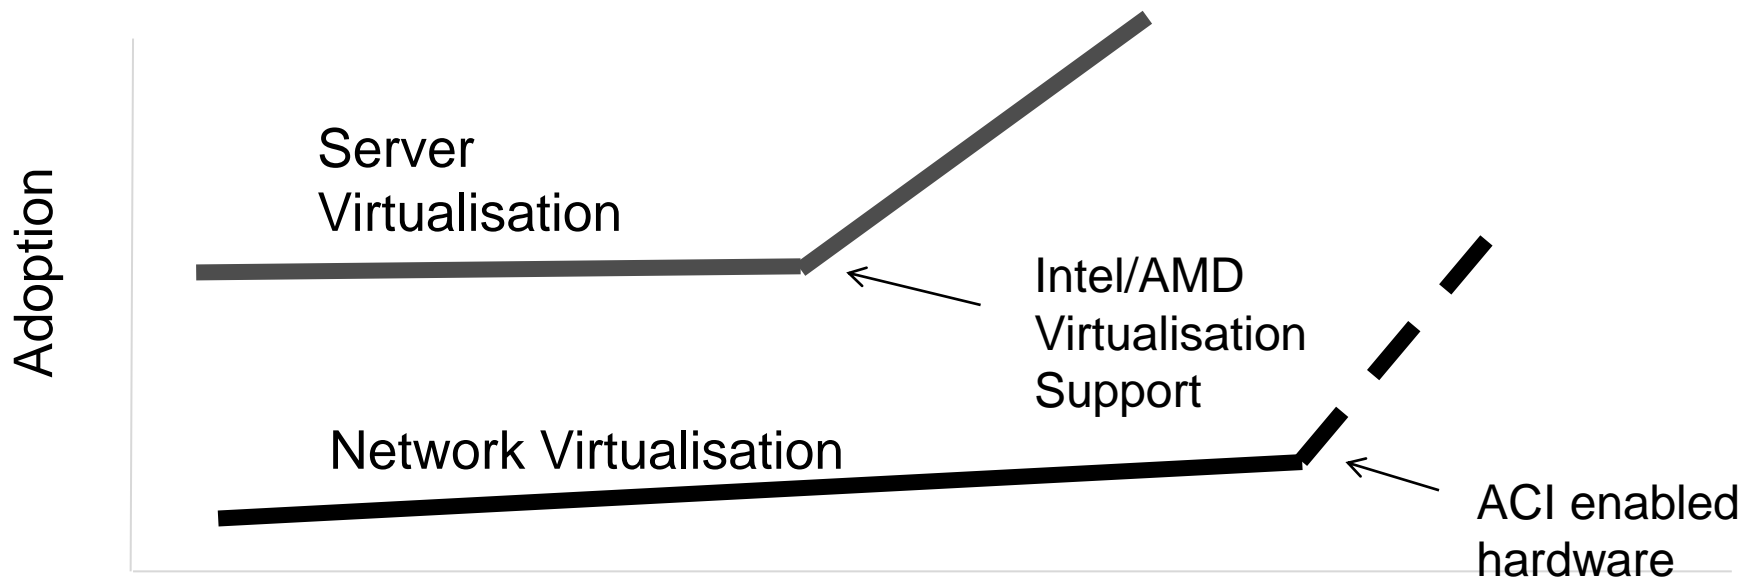 Adoption
Server
Virtualisation
Intel/AMD
Virtualisation
Support
Network Virtualisation
ACI enabled
hardware